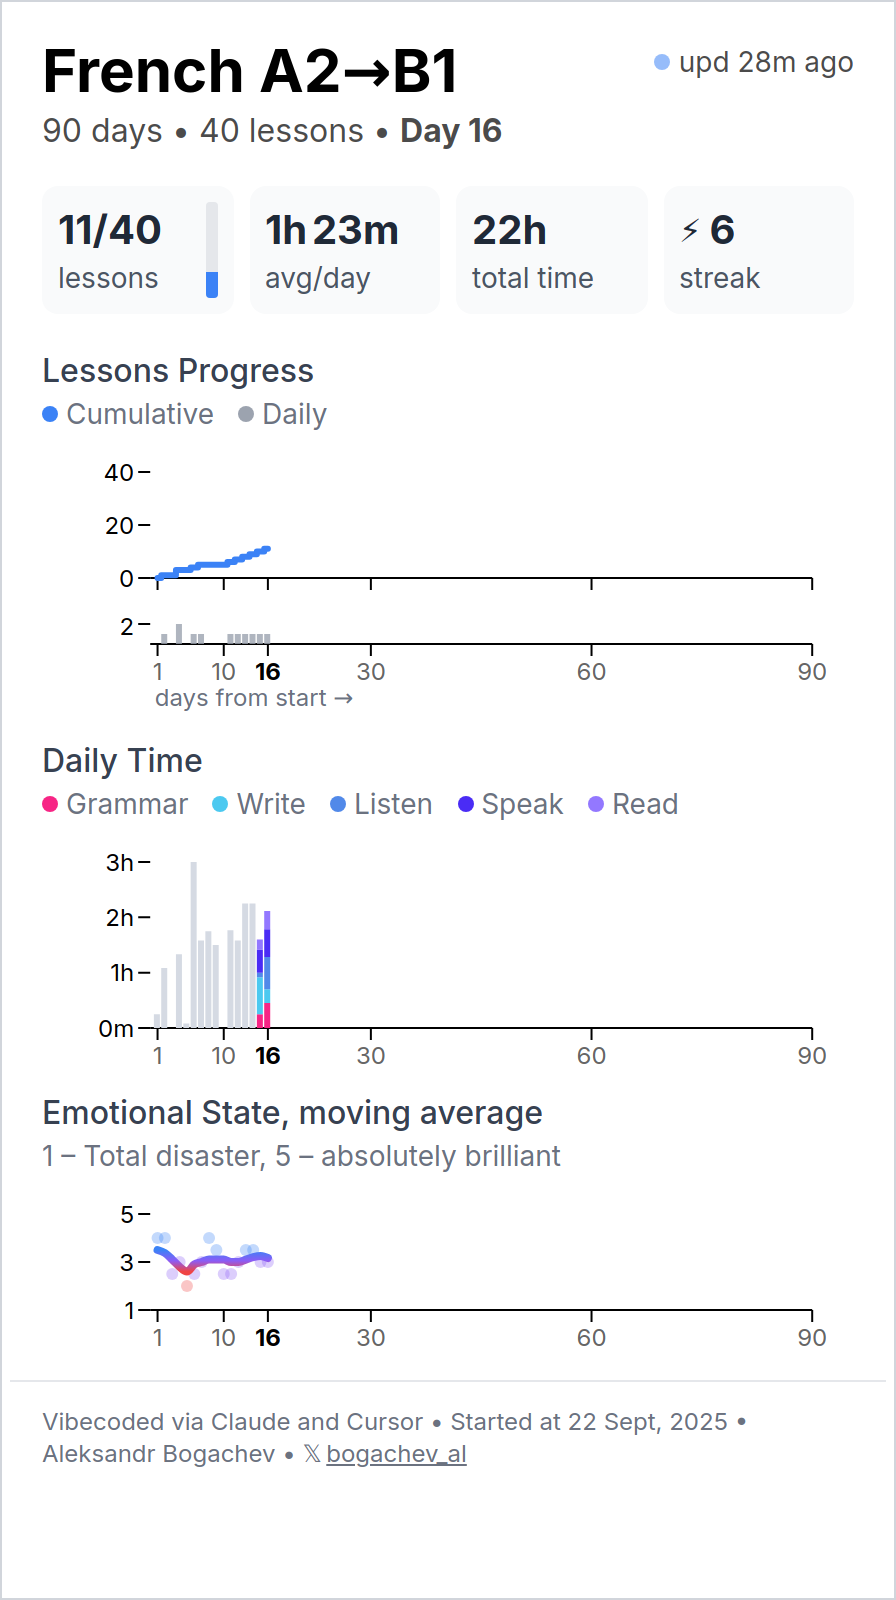 French A2→B1
upd 28m ago
90 days • 40 lessons • Day 16
11/40
lessons
1h 23m
avg/day
22h
total time
⚡ 6
streak
Lessons Progress
Cumulative Daily
40
20
0
2
1 10 16 30 60 90
days from start →
Daily Time
Grammar Write Listen Speak Read
3h
2h
1h
0m
1 10 16 30 60 90
Emotional State, moving average
1 – Total disaster, 5 – absolutely brilliant
5
3
1
1 10 16 30 60 90
Vibecoded via Claude and Cursor • Started at 22 Sept, 2025 •
Aleksandr Bogachev • 𝕏 bogachev_al